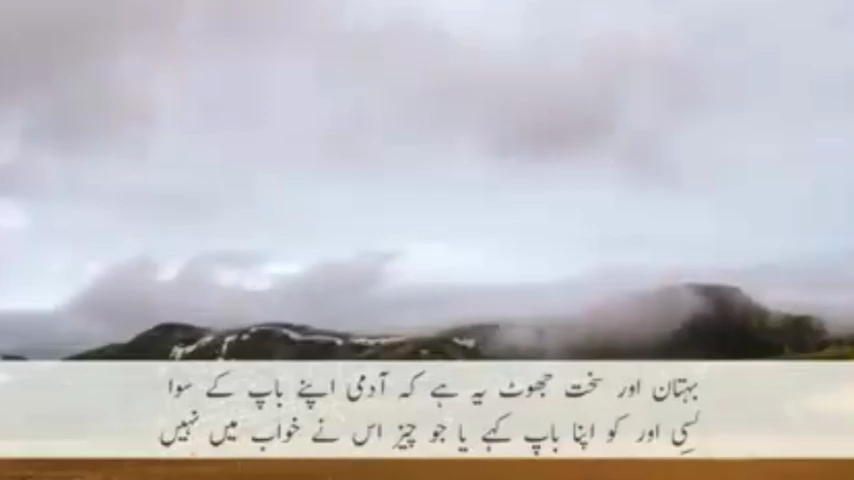 بہتان اور سخت جھوٹ یہ ہے کہ آدمی اپنے باپ کے سوا
کسی اور کو اپنا باپ کہے یا جو چیز اس نے خواب میں نہیں